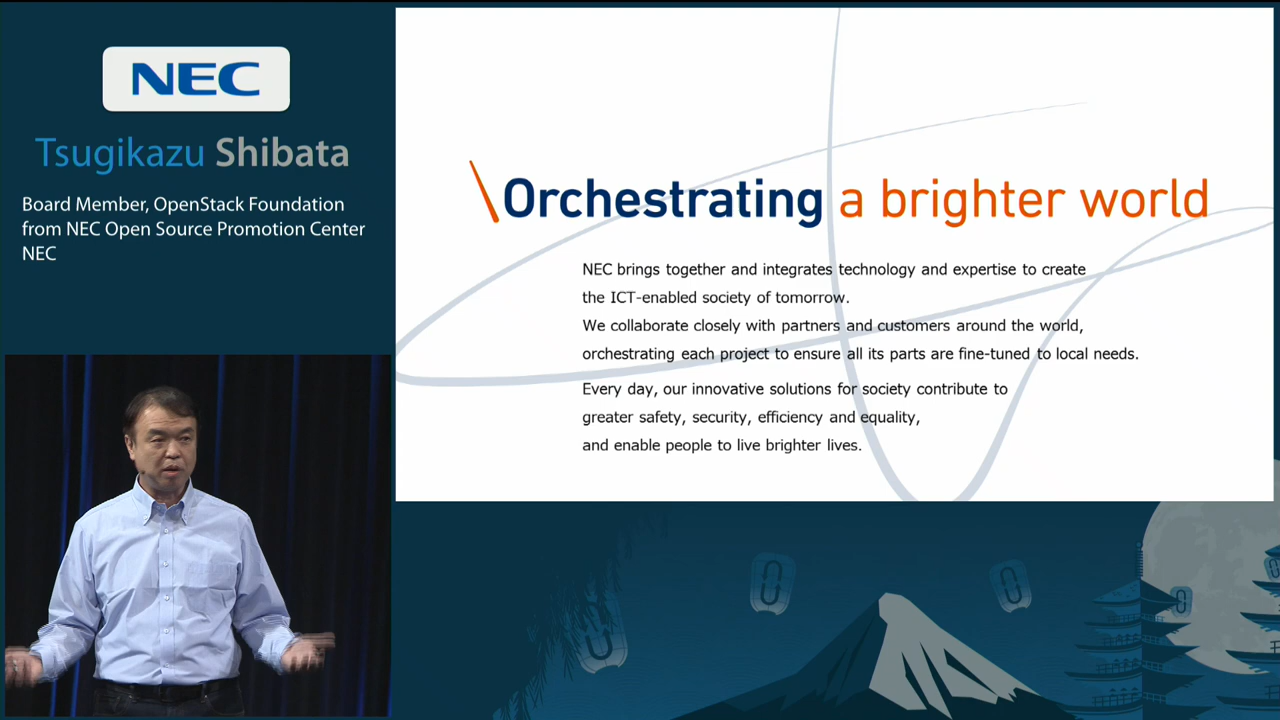 NEC
Tsugikazu Shibata
Board Member, OpenStack Foundation
from NEC Open Source Promotion Center
NEC
\Orchestrating a brighter world
NEC brings together and integrates technology and expertise to create
the ICT-enabled society of tomorrow.
We collaborate closely with partners and customers around the world,
orchestrating each project to ensure all its parts are fine-tuned to local needs.
Every day, our innovative solutions for society contribute to
greater safety, security, efficiency and equality,
and enable people to live brighter lives.